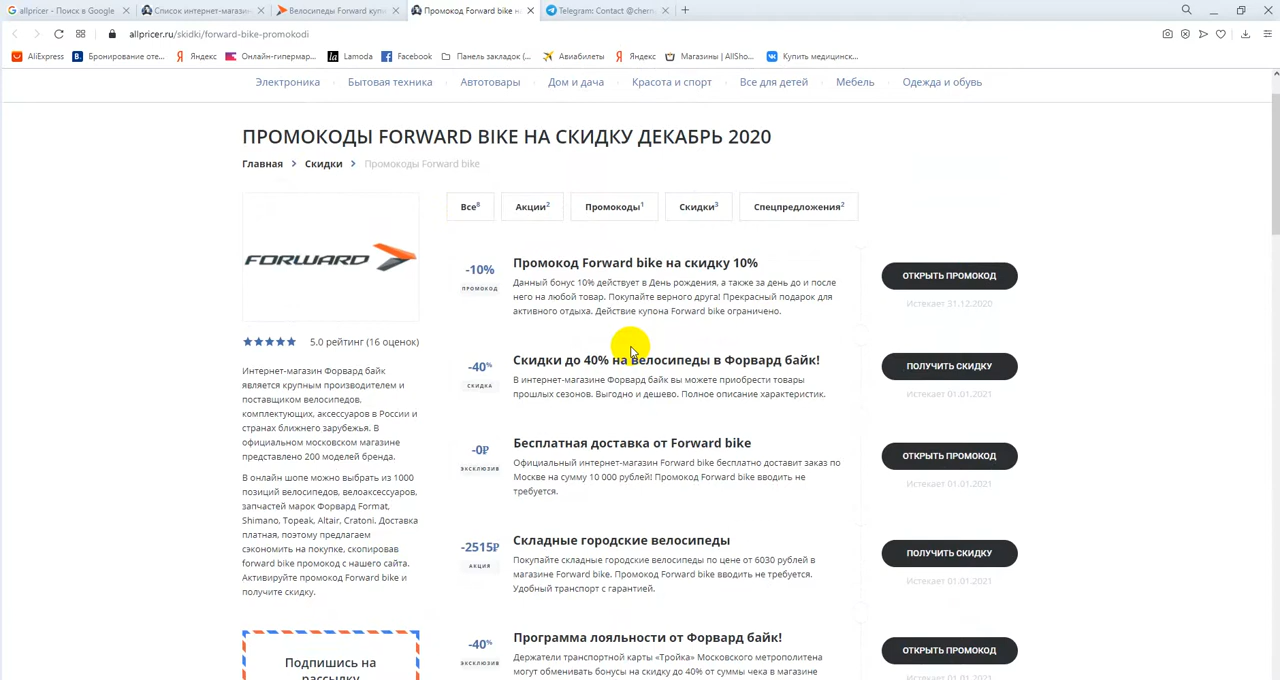 allpricer - Поиск в Google
Список интернет-магазин
Велосипеды Forward купи
Промокод Forward bike на
Telegram: Contact @chern
allpricer.ru/skidki/forward-bike-promokodi
AliExpress
Бронирование оте...
Яндекс
Онлайн-гипермар...
Lamoda
Facebook
Панель закладок (...
Авиабилеты
Яндекс
Магазины | AllSho...
Купить медицинск...
Электроника
Бытовая техника
Автотовары
Дом и дача
Красота и спорт
Все для детей
Мебель
Одежда и обувь
ПРОМОКОДЫ FORWARD BIKE НА СКИДКУ ДЕКАБРЬ 2020
Главная > Скидки > Промокоды Forward bike
FORWARD
5.0 рейтинг (16 оценок)
Интернет-магазин Форвард байк
является крупным производителем и
поставщиком велосипедов,
комплектующих, аксессуаров в России и
странах ближнего зарубежья. В
официальном московском магазине
представлено 200 моделей бренда.
В онлайн шопе можно выбрать из 1000
позиций велосипедов, велоаксессуаров,
запчастей марок Форвард Format,
Shimano, Topeak, Altair, Cratoni. Доставка
платная, поэтому предлагаем
сэкономить на покупке, скопировав
forward bike промокод с нашего сайта.
Активируйте промокод Forward bike и
получите скидку.
Подпишись на
рассылку
Все8
Акции2
Промокоды1
Скидки3
Спецпредложения2
-10%
ПРОМОКОД
Промокод Forward bike на скидку 10%
Данный бонус 10% действует в День рождения, а также за день до и после
него на любой товар. Покупайте верного друга! Прекрасный подарок для
активного отдыха. Действие купона Forward bike ограничено.
ОТКРЫТЬ ПРОМОКОД
Истекает 31.12.2020
-40%
СКИДКА
Скидки до 40% на велосипеды в Форвард байк!
В интернет-магазине Форвард байк вы можете приобрести товары
прошлых сезонов. Выгодно и дешево. Полное описание характеристик.
ПОЛУЧИТЬ СКИДКУ
Истекает 01.01.2021
-0₽
ЭКСКЛЮЗИВ
Бесплатная доставка от Forward bike
Официальный интернет-магазин Forward bike бесплатно доставит заказ по
Москве на сумму 10 000 рублей! Промокод Forward bike вводить не
требуется.
ОТКРЫТЬ ПРОМОКОД
Истекает 01.01.2021
-2515₽
АКЦИЯ
Складные городские велосипеды
Покупайте складные городские велосипеды по цене от 6030 рублей в
магазине Forward bike. Промокод Forward bike вводить не требуется.
Удобный транспорт с гарантией.
ПОЛУЧИТЬ СКИДКУ
Истекает 01.01.2021
-40%
ЭКСКЛЮЗИВ
Программа лояльности от Форвард байк!
Держатели транспортной карты «Тройка» Московского метрополитена
могут обменивать бонусы на скидку до 40% от суммы чека в магазине
ОТКРЫТЬ ПРОМОКОД
Истекает 01.01.2021